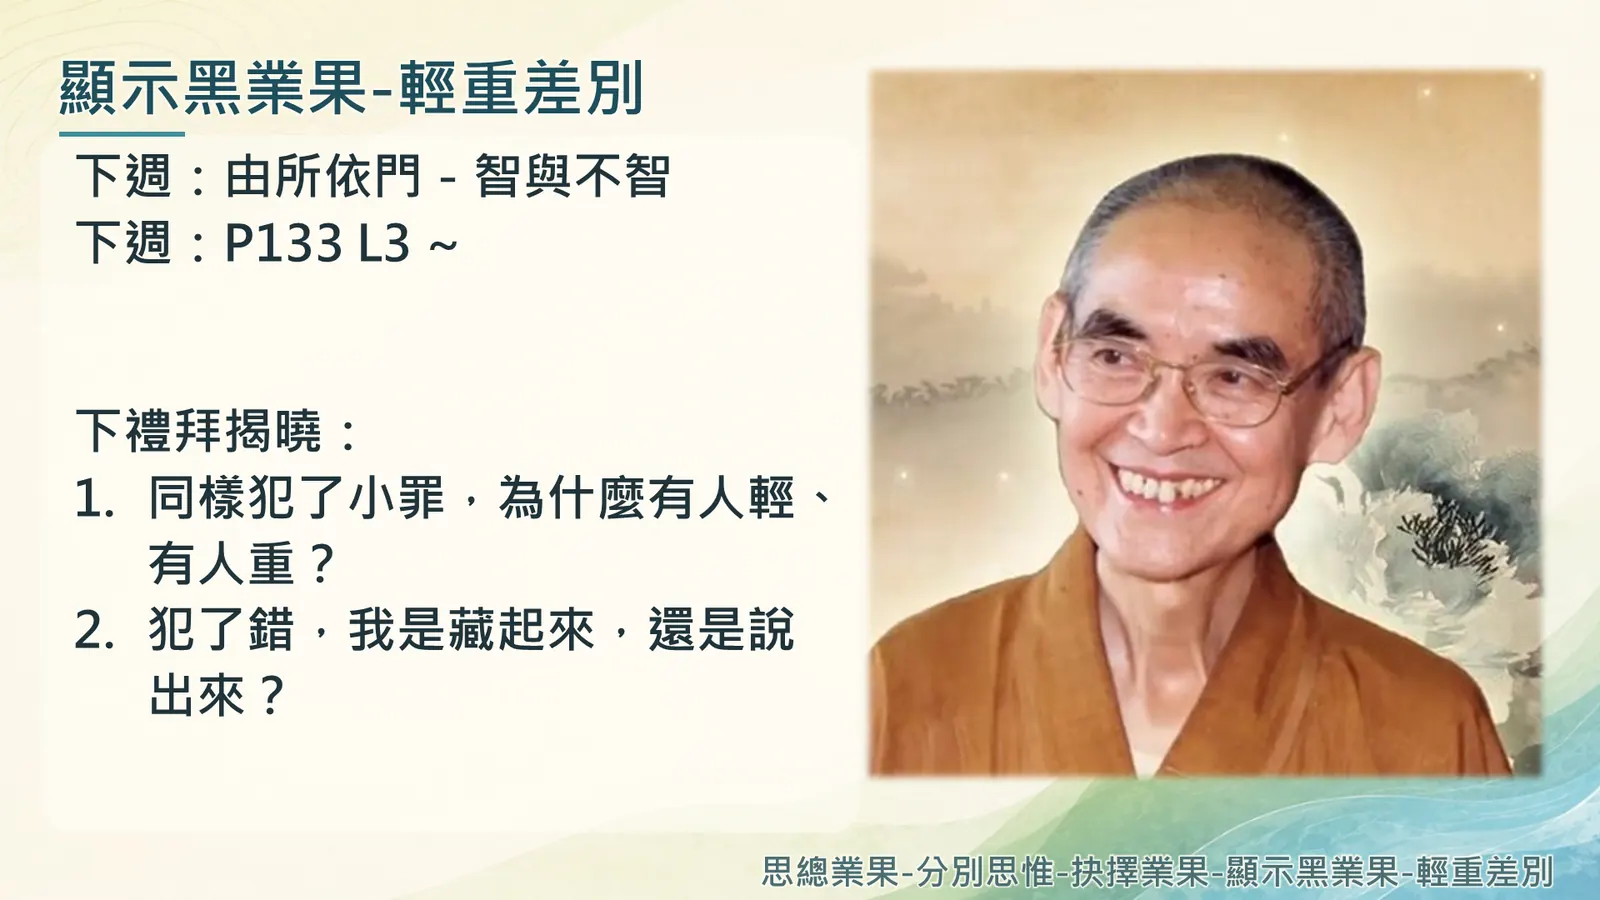 顯示黑業果-輕重差別
下週：由所依門 - 智與不智
下週：P133 L3 ~
下禮拜揭曉：
1. 同樣犯了小罪，為什麼有人輕、
有人重？
2. 犯了錯，我是藏起來，還是說
出來？
思總業果-分別思惟-抉擇業果-顯示黑業果-輕重差別